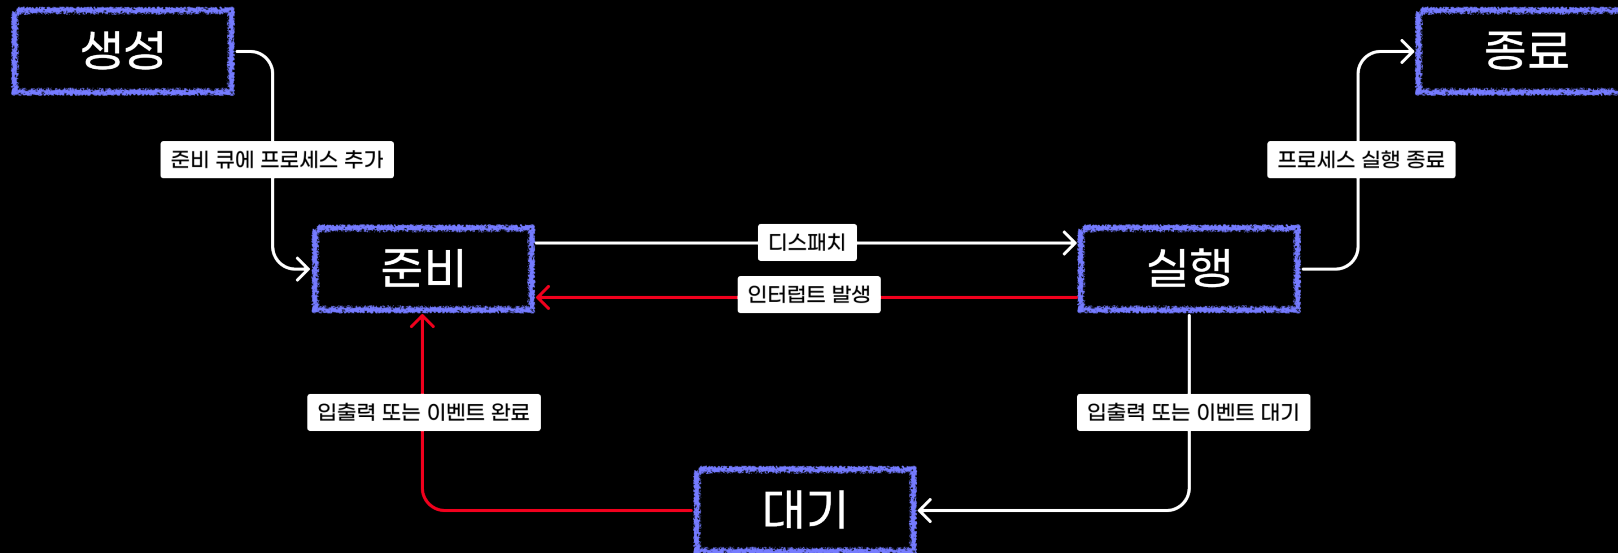 생성
종료
준비 큐에 프로세스 추가
프로세스 실행 종료
준비
디스패치
인터럽트 발생
실행
입출력 또는 이벤트 완료
입출력 또는 이벤트 대기
대기